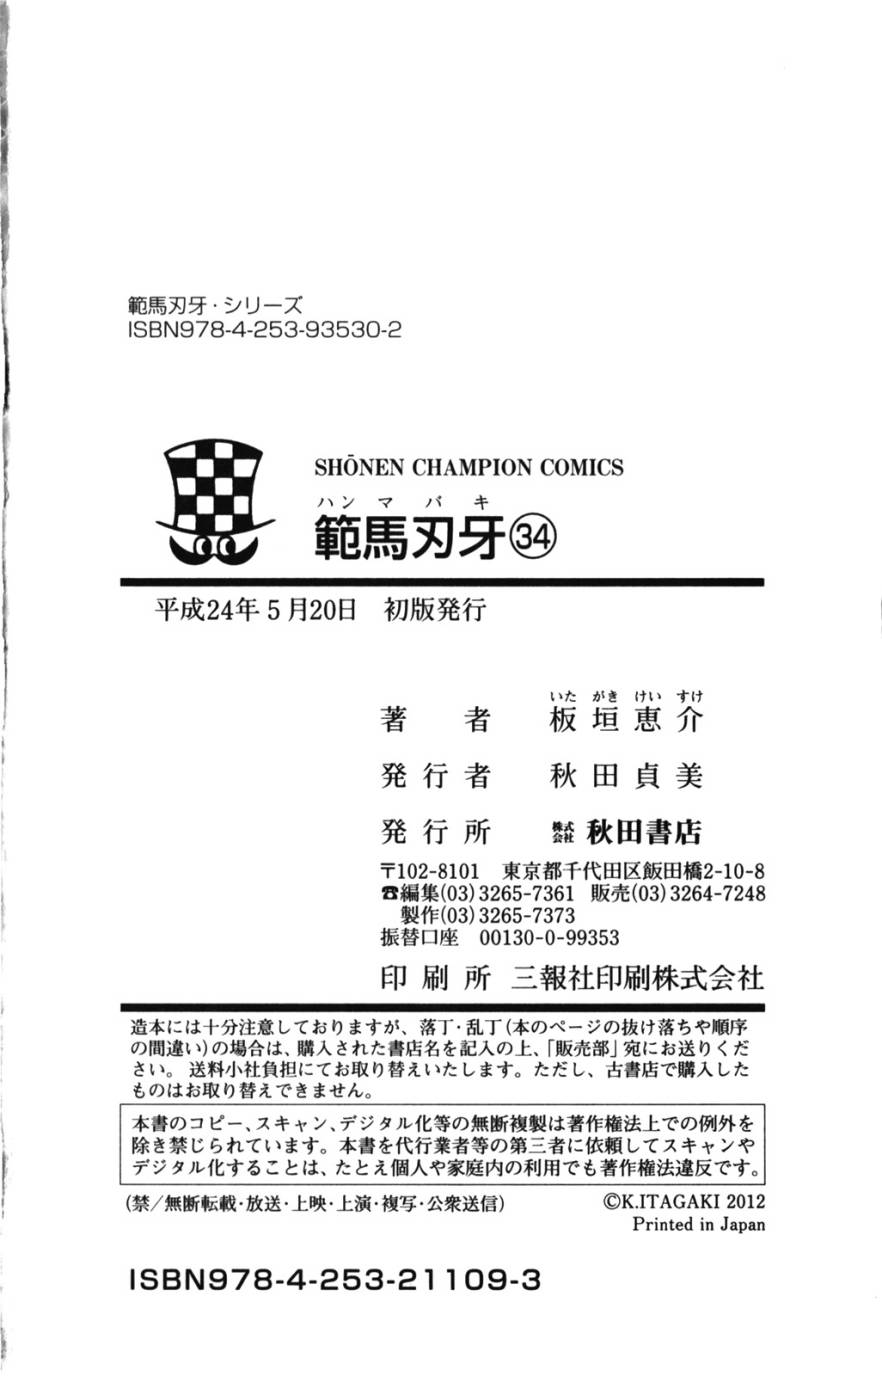 範馬刃牙・シリーズ
ISBN978-4-253-93530-2
SHŌNEN CHAMPION COMICS
ハンマバキ
範馬刃牙㉞
平成24年5月20日 初版発行
いたがきけいすけ
著者 板垣恵介
発行者 秋田貞美
発行所 株式会社 秋田書店
〒102-8101 東京都千代田区飯田橋2-10-8
☎編集(03)3265-7361 販売(03)3264-7248
製作(03)3265-7373
振替口座 00130-0-99353
印刷所 三報社印刷株式会社
造本には十分注意しておりますが、落丁・乱丁(本のページの抜け落ちや順序
の間違い)の場合は、購入された書店名を記入の上、「販売部」宛にお送りくだ
さい。送料小社負担にてお取り替えいたします。ただし、古書店で購入した
ものはお取り替えできません。
本書のコピー、スキャン、デジタル化等の無断複製は著作権法上での例外を
除き禁じられています。本書を代行業者等の第三者に依頼してスキャンや
デジタル化することは、たとえ個人や家庭内の利用でも著作権法違反です。
(禁/無断転載・放送・上映・上演・複写・公衆送信)
©K.ITAGAKI 2012
Printed in Japan
ISBN978-4-253-21109-3